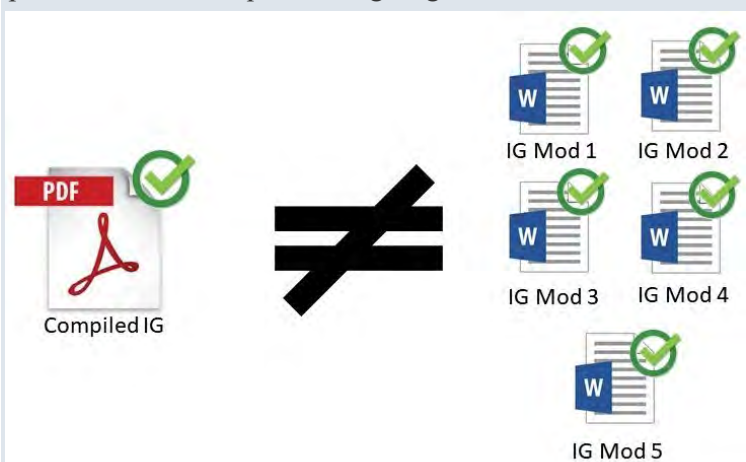 W W
IG Mod 1 IG Mod 2
PDF
W W
IG Mod 3 IG Mod 4
Compiled IG
W
IG Mod 5